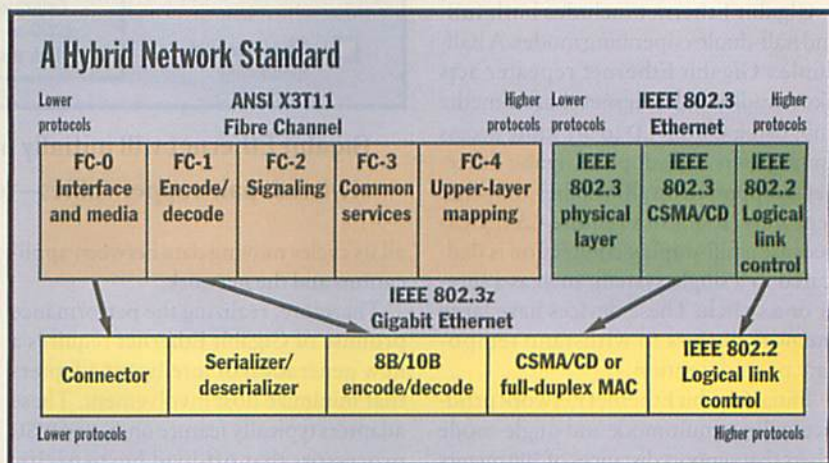 A Hybrid Network Standard
Lower protocols
ANSI X3T11
Fibre Channel
Higher protocols
Lower protocols
IEEE 802.3
Ethernet
Higher protocols
FC-0
Interface
and media
FC-1
Encode/
decode
FC-2
Signaling
FC-3
Common
services
FC-4
Upper-layer
mapping
IEEE
802.3
physical
layer
IEEE
802.3
CSMA/CD
IEEE
802.2
Logical
link
control
IEEE 802.3z
Gigabit Ethernet
Connector
Serializer/
deserializer
8B/10B
encode/decode
CSMA/CD or
full-duplex MAC
IEEE 802.2
Logical link
control
Lower protocols
Higher protocols